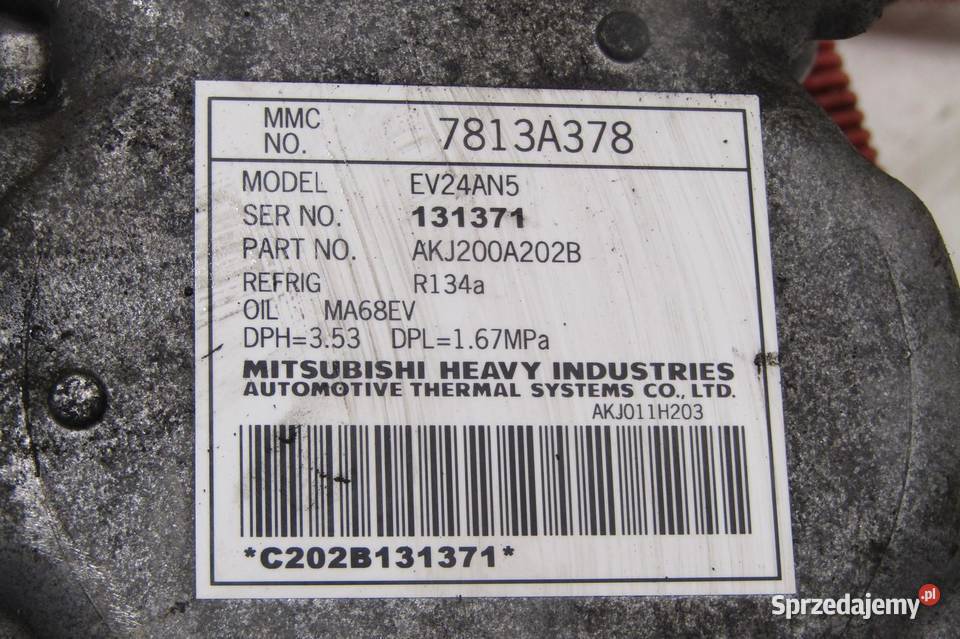 MMC NO. 7813A378
MODEL EV24AN5
SER NO. 131371
PART NO. AKJ200A202B
REFRIG R134a
OIL MA68EV
DPH=3.53 DPL=1.67MPa
MITSUBISHI HEAVY INDUSTRIES
AUTOMOTIVE THERMAL SYSTEMS CO., LTD.
AKJ011H203
*C202B131371*
Sprzedajemy.pl